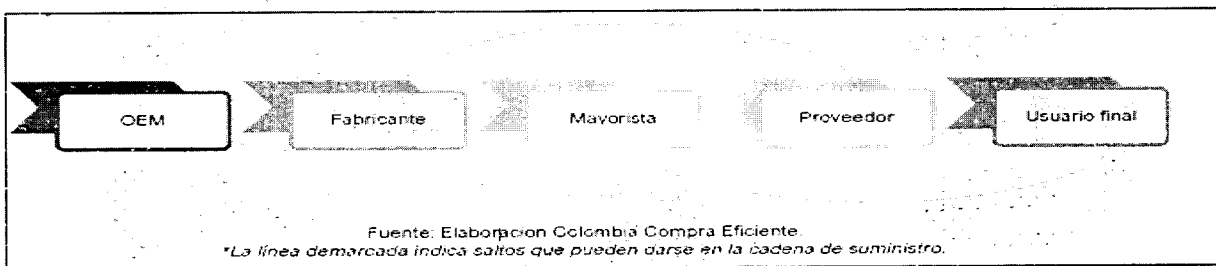 OEM
Fabricante
Mayorista
Proveedor
Usuario final
Fuente: Elaboracion Colombia Compra Eficiente.
*La línea demarcada indica saltos que pueden darse en la cadena de suministro.